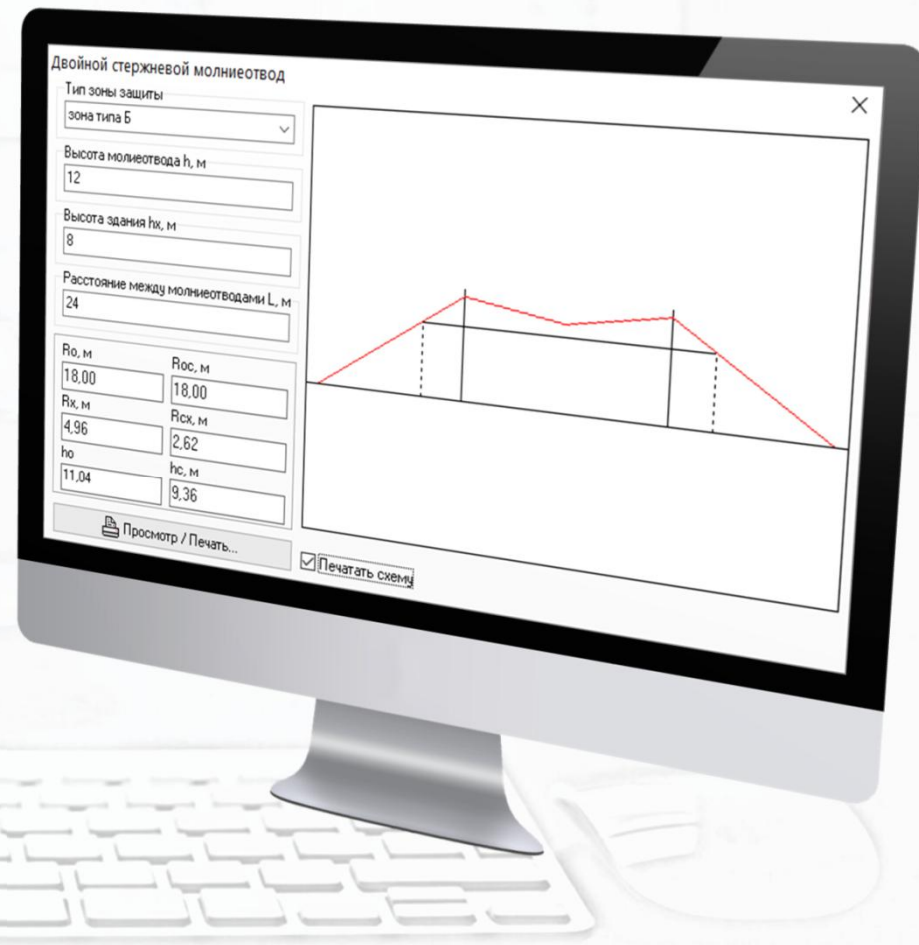 Двойной стержневой молниеотвод
Тип зоны защиты
зона типа Б
Высота молиеотвода h, м
12
Высота здания hx, м
8
Расстояние между молниеотводами L, м
24
Ro, м
18,00
Roc, м
18,00
Rx, м
4,96
Rcx, м
2,62
ho
11,04
hc, м
9,36
Просмотр / Печать...
Печатать схему